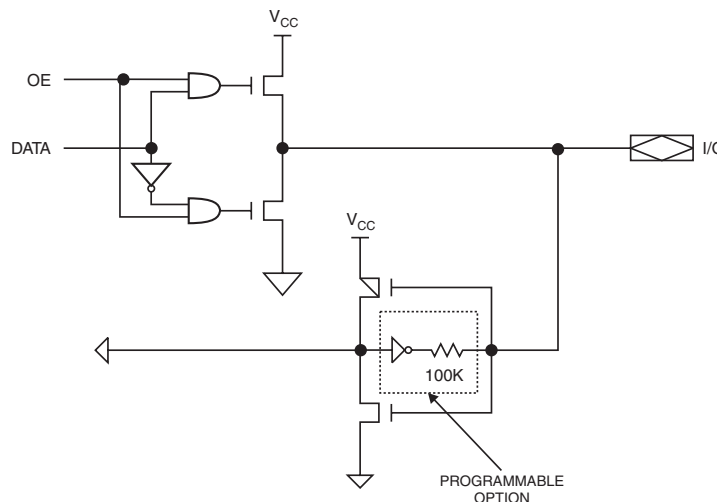 V_CC
OE
DATA
I/O
V_CC
100K
PROGRAMMABLE
OPTION